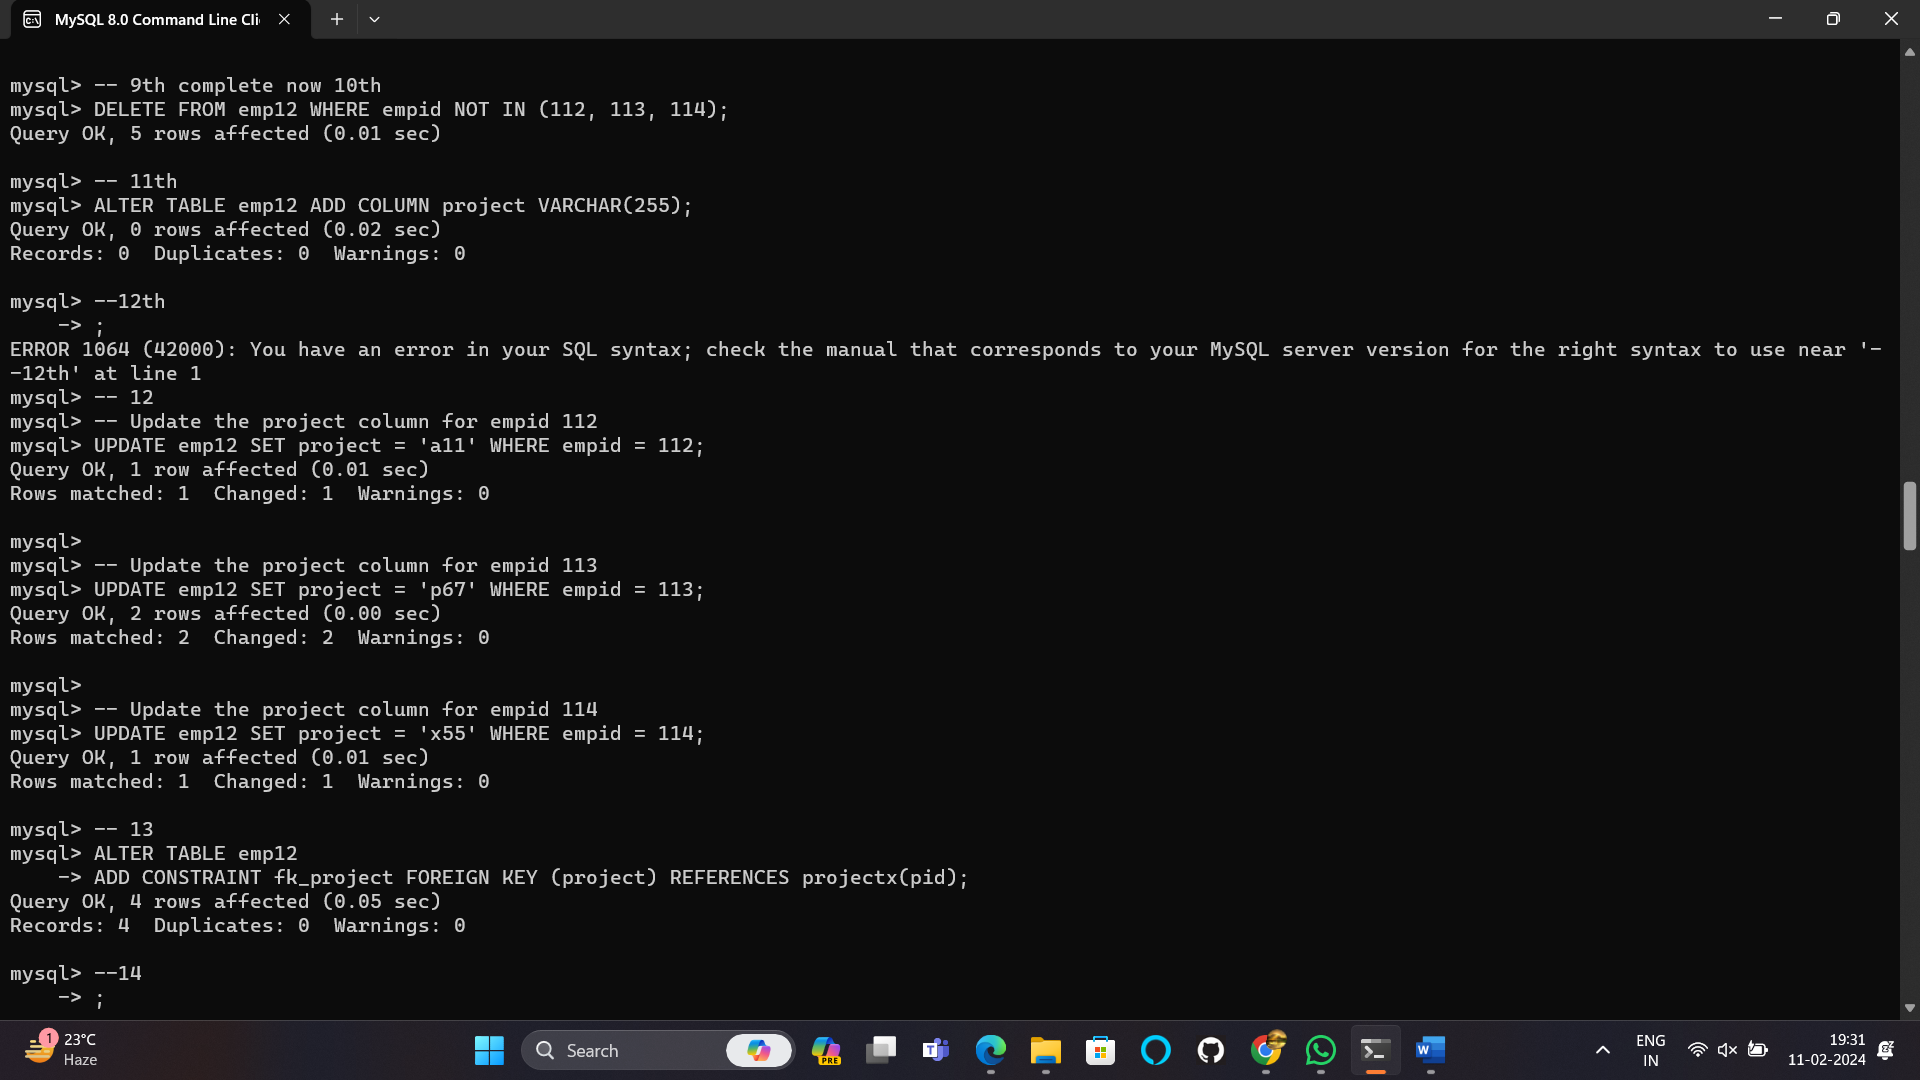 MySQL 8.0 Command Line Cli
mysql> -- 9th complete now 10th
mysql> DELETE FROM emp12 WHERE empid NOT IN (112, 113, 114);
Query OK, 5 rows affected (0.01 sec)
mysql> -- 11th
mysql> ALTER TABLE emp12 ADD COLUMN project VARCHAR(255);
Query OK, 0 rows affected (0.02 sec)
Records: 0  Duplicates: 0  Warnings: 0
mysql> --12th
    -> ;
ERROR 1064 (42000): You have an error in your SQL syntax; check the manual that corresponds to your MySQL server version for the right syntax to use near '-
-12th' at line 1
mysql> -- 12
mysql> -- Update the project column for empid 112
mysql> UPDATE emp12 SET project = 'a11' WHERE empid = 112;
Query OK, 1 row affected (0.01 sec)
Rows matched: 1  Changed: 1  Warnings: 0
mysql>
mysql> -- Update the project column for empid 113
mysql> UPDATE emp12 SET project = 'p67' WHERE empid = 113;
Query OK, 2 rows affected (0.00 sec)
Rows matched: 2  Changed: 2  Warnings: 0
mysql>
mysql> -- Update the project column for empid 114
mysql> UPDATE emp12 SET project = 'x55' WHERE empid = 114;
Query OK, 1 row affected (0.01 sec)
Rows matched: 1  Changed: 1  Warnings: 0
mysql> -- 13
mysql> ALTER TABLE emp12
    -> ADD CONSTRAINT fk_project FOREIGN KEY (project) REFERENCES projectx(pid);
Query OK, 4 rows affected (0.05 sec)
Records: 4  Duplicates: 0  Warnings: 0
mysql> --14
    -> ;
1
23°C
Haze
Search
PRE
ENG
IN
19:31
11-02-2024